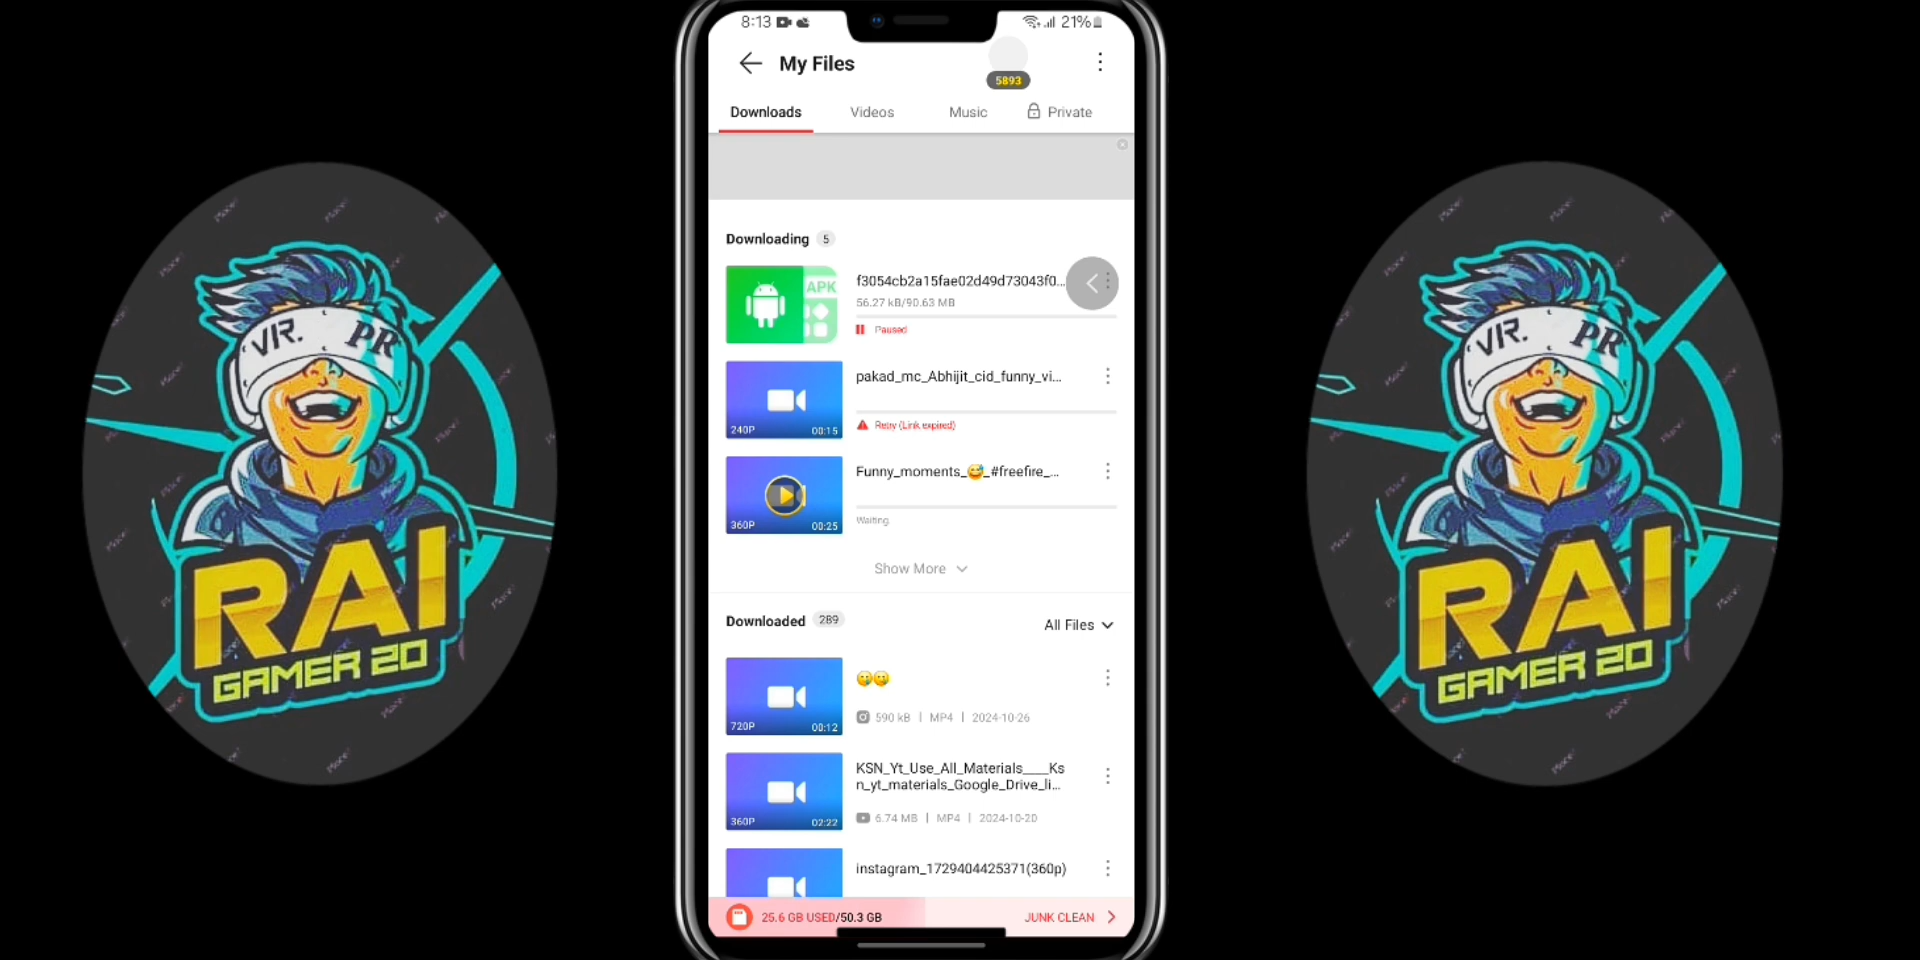 8:13
21%
My Files
5893
Downloads
Videos
Music
Private
Downloading 5
APK
f3054cb2a15fae02d49d73043f0...
56.27 kB/90.63 MB
Paused
pakad_mc_Abhijit_cid_funny_vi...
240P 00:15
Retry (Link expired)
Funny_moments_😅_#freefire_...
360P 00:25
Waiting
Show More
Downloaded 289
All Files
😋😋
720P 00:12
590 kB | MP4 | 2024-10-26
KSN_Yt_Use_All_Materials____Ks
n_yt_materials_Google_Drive_li...
360P 02:22
6.74 MB | MP4 | 2024-10-20
instagram_1729404425371(360p)
25.6 GB USED/50.3 GB
JUNK CLEAN
VR. PR
RAI
GAMER 20
VR. PR
RAI
GAMER 20